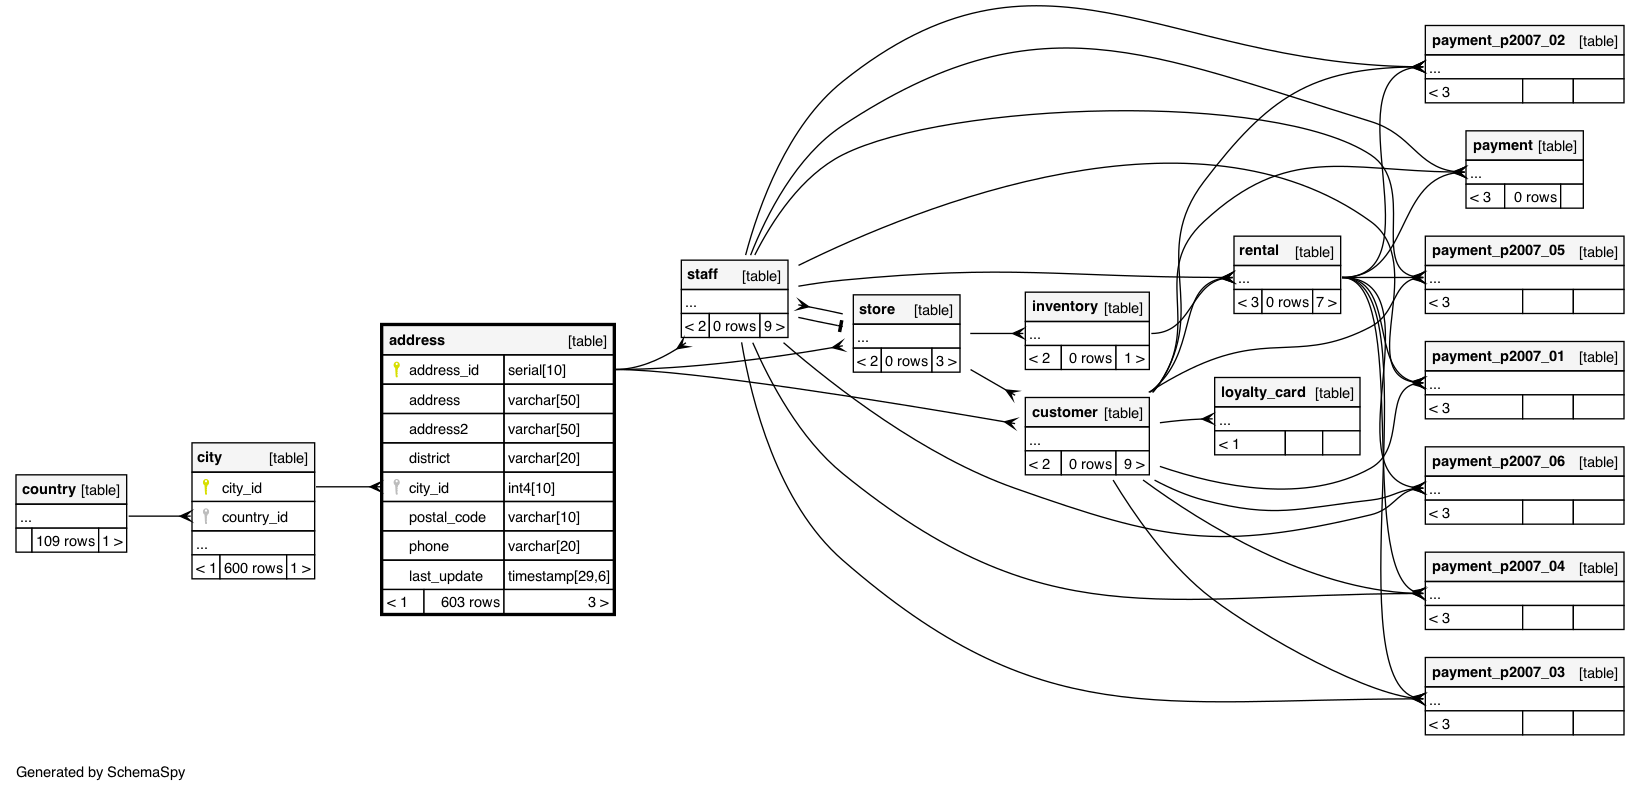 country [table]
...
109 rows 1 >
city [table]
city_id
country_id
...
< 1 600 rows 1 >
address [table]
address_id serial[10]
address varchar[50]
address2 varchar[50]
district varchar[20]
city_id int4[10]
postal_code varchar[10]
phone varchar[20]
last_update timestamp[29,6]
< 1 603 rows 3 >
staff [table]
...
< 2 0 rows 9 >
store [table]
...
< 2 0 rows 3 >
inventory [table]
...
< 2 0 rows 1 >
customer [table]
...
< 2 0 rows 9 >
rental [table]
...
< 3 0 rows 7 >
loyalty_card [table]
...
< 1
payment_p2007_02 [table]
...
< 3
payment [table]
...
< 3 0 rows
payment_p2007_05 [table]
...
< 3
payment_p2007_01 [table]
...
< 3
payment_p2007_06 [table]
...
< 3
payment_p2007_04 [table]
...
< 3
payment_p2007_03 [table]
...
< 3
Generated by SchemaSpy